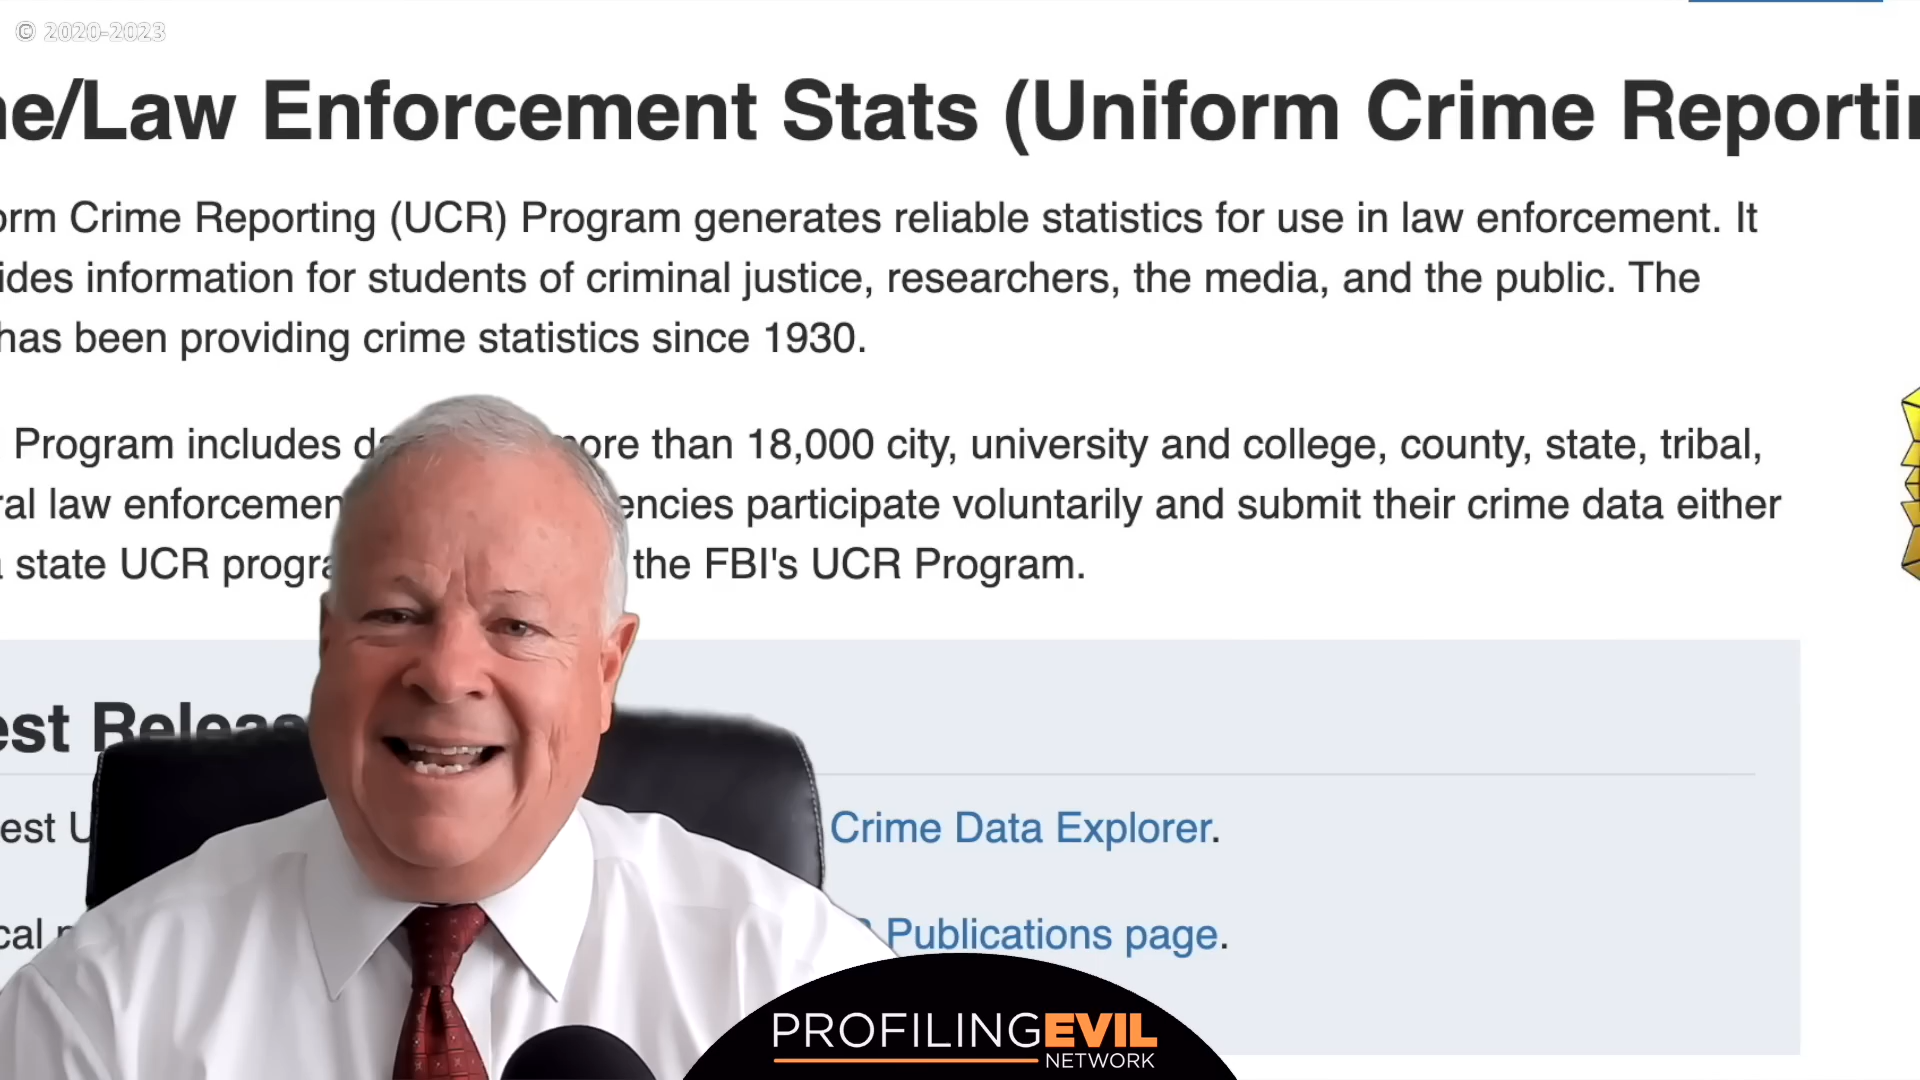 © 2020-2023
ne/Law Enforcement Stats (Uniform Crime Reportin
orm Crime Reporting (UCR) Program generates reliable statistics for use in law enforcement. It
ides information for students of criminal justice, researchers, the media, and the public. The
has been providing crime statistics since 1930.
Program includes ore than 18,000 city, university and college, county, state, tribal,
ral law enforcemen encies participate voluntarily and submit their crime data either
a state UCR progra the FBI's UCR Program.
est Releas
est U Crime Data Explorer.
cal Publications page.
PROFILINGEVIL
NETWORK